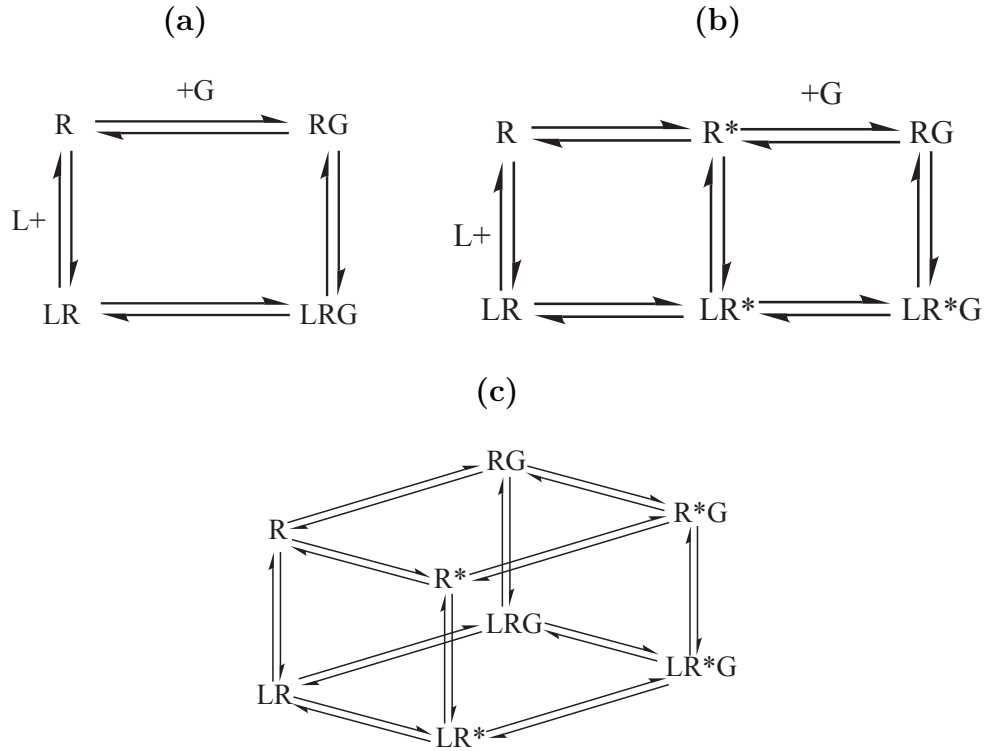 (a)
+G
R RG
L+
LR LRG
(b)
+G
R R* RG
L+
LR LR* LR*G
(c)
RG
R*G
R
R*
LRG
LR*G
LR
LR*